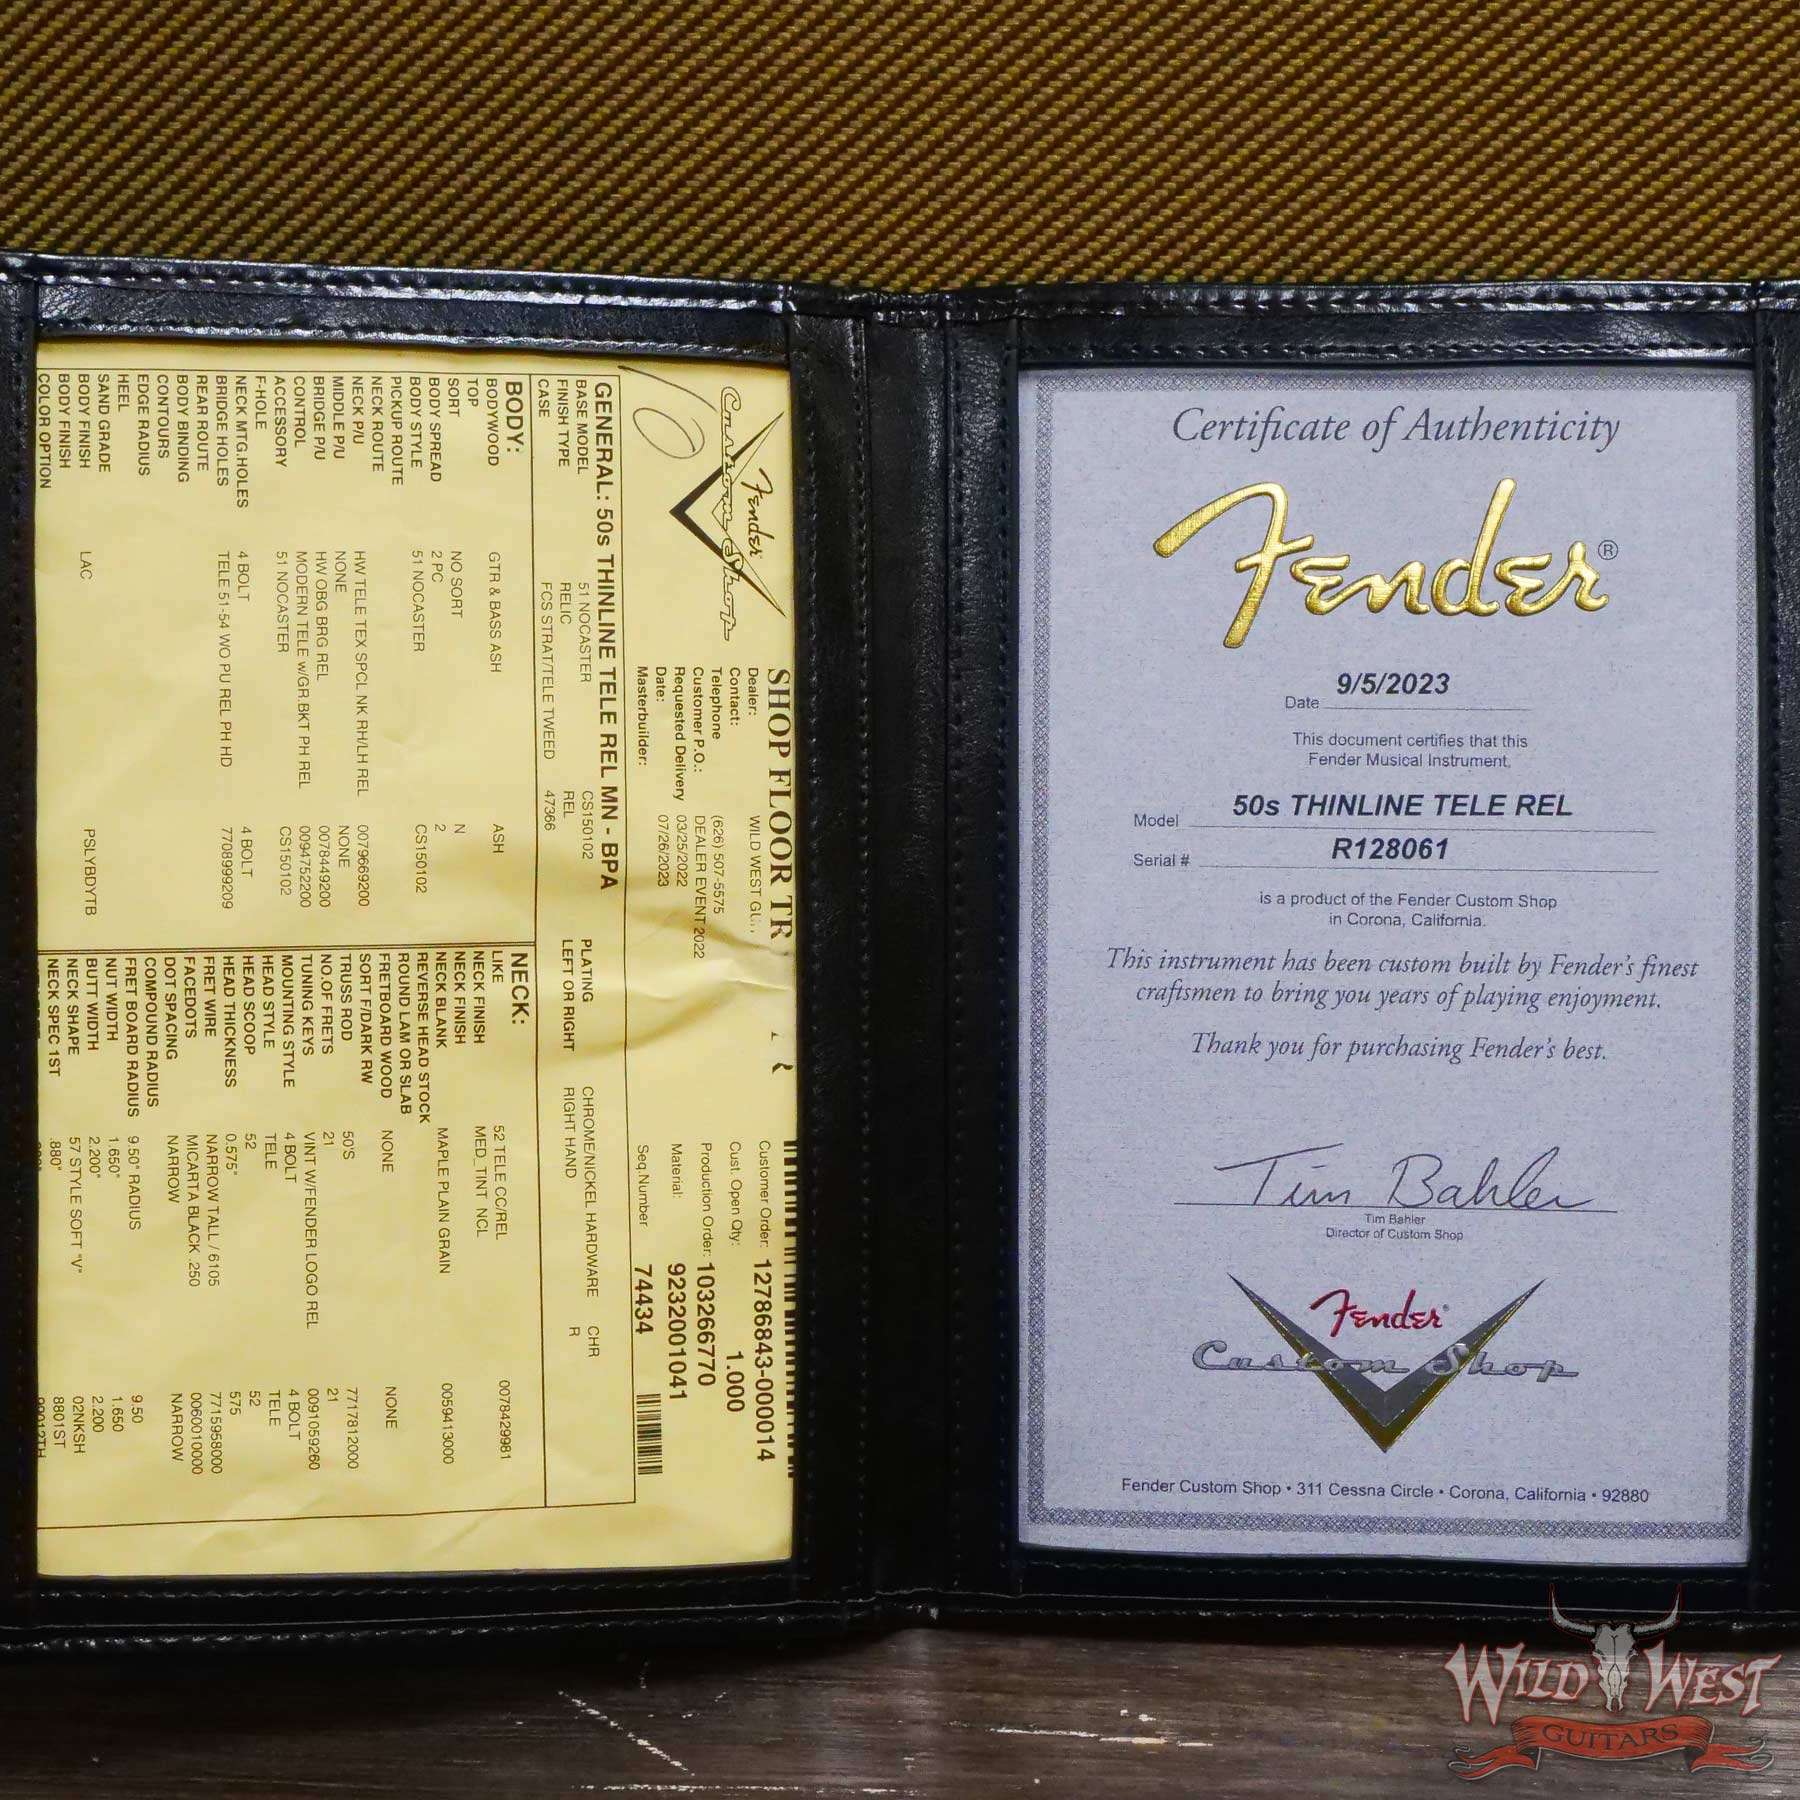 Fender
Custom Shop
SHOP FLOOR TR
Dealer: WILD WEST
Contact:
Telephone (626) 507-5575
Customer P.O.: DEALER EVENT 2022
Requested Delivery 03/25/2022
Date: 07/26/2023
Masterbuilder:
Customer Order: 12786843-000014
Cust. Open Qty: 1.000
Production Order: 103266770
Material: 9232001041
Seq.Number 74434
GENERAL: 50s THINLINE TELE REL MN - BPA
BASE MODEL 51 NOCASTER CS150102 PLATING CHROME/NICKEL HARDWARE CHR
FINISH TYPE RELIC REL LEFT OR RIGHT RIGHT HAND R
CASE FCS STRAT/TELE TWEED 47366
BODY:
BODYWOOD GTR & BASS ASH ASH
TOP
SORT NO SORT N
BODY SPREAD 2 PC 2
BODY STYLE 51 NOCASTER CS150102
PICKUP ROUTE
NECK ROUTE
NECK P/U HW TELE TEX SPCL NK RH/LH REL 0079669200
MIDDLE P/U NONE NONE
BRIDGE P/U HW OBG BRG REL 0078449200
CONTROL MODERN TELE w/GR.BKT PH REL 0094752200
ACCESSORY 51 NOCASTER CS150102
F-HOLE
NECK MTG.HOLES 4 BOLT 4 BOLT
BRIDGE HOLES TELE 51-54 WO PU REL PH HD 7708999209
REAR ROUTE
BODY BINDING
CONTOURS
EDGE RADIUS
HEEL
SAND GRADE
BODY FINISH LAC PSLYBDYTB
BODY FINISH
COLOR OPTION
NECK:
LIKE 52 TELE CC/REL 0078429981
NECK FINISH MED_TINT NCL
NECK FINISH
NECK BLANK MAPLE PLAIN GRAIN 0059413000
REVERSE HEAD STOCK
ROUND LAM OR SLAB
FRETBOARD WOOD NONE NONE
SORT F/DARK RW
TRUSS ROD 50'S 7717812000
NO.OF FRETS 21 21
TUNING KEYS VINT W/FENDER LOGO REL 0091059260
MOUNTING STYLE 4 BOLT 4 BOLT
HEAD STYLE TELE TELE
HEAD SCOOP 52 52
HEAD THICKNESS 0.575" 575
FRET WIRE NARROW TALL / 6105 7715958000
FACEDOTS MICARTA BLACK .250 0060010000
DOT SPACING NARROW NARROW
COMPOUND RADIUS
FRET BOARD RADIUS 9.50" RADIUS 9.50
NUT WIDTH 1.650" 1.650
BUTT WIDTH 2.200" 2.200
NECK SHAPE 57 STYLE SOFT "V" 02NKSH
NECK SPEC 1ST .880" 8801ST
Certificate of Authenticity
Fender®
Date 9/5/2023
This document certifies that this
Fender Musical Instrument,
Model 50s THINLINE TELE REL
Serial # R128061
is a product of the Fender Custom Shop
in Corona, California.
This instrument has been custom built by Fender's finest
craftsmen to bring you years of playing enjoyment.
Thank you for purchasing Fender's best.
Tim Bahler
Tim Bahler
Director of Custom Shop
Fender®
Custom Shop
Fender Custom Shop • 311 Cessna Circle • Corona, California • 92880
WILD WEST
GUITARS